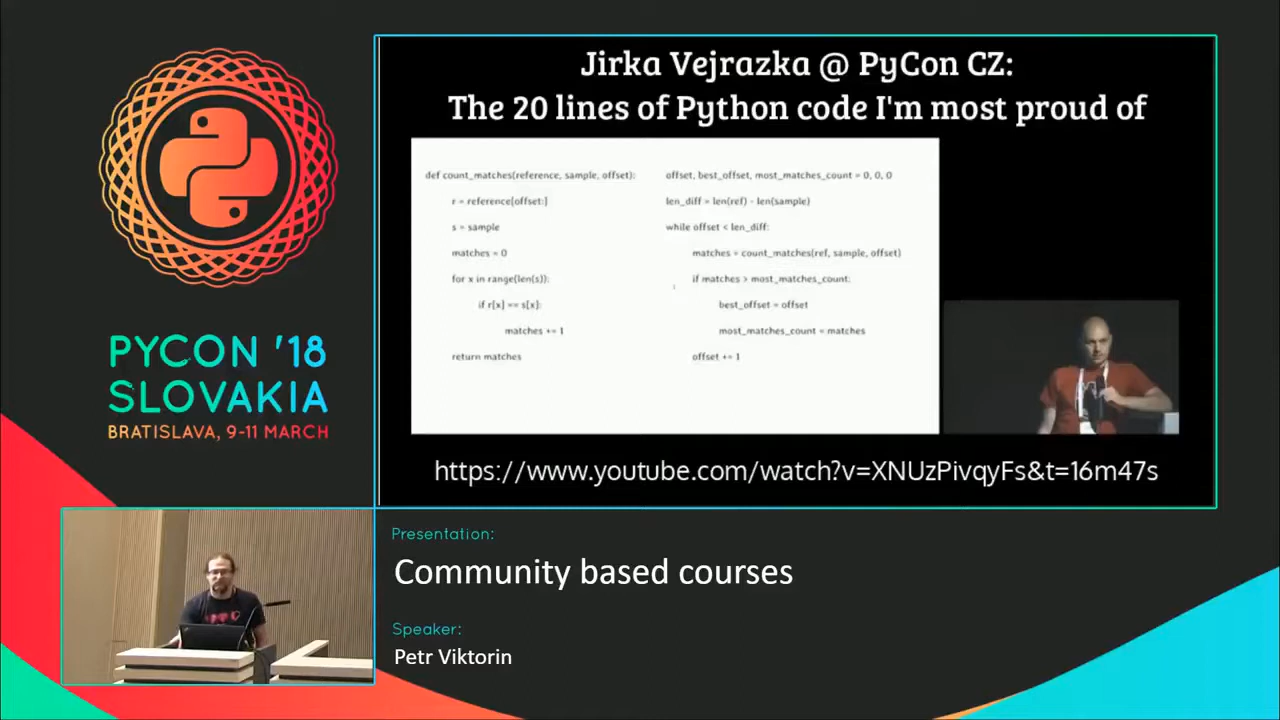 PYCON '18
SLOVAKIA
BRATISLAVA, 9-11 MARCH
Jirka Vejrazka @ PyCon CZ:
The 20 lines of Python code I'm most proud of
def count_matches(reference, sample, offset):
r = reference[offset:]
s = sample
matches = 0
for x in range(len(s)):
if r[x] == s[x]:
matches += 1
return matches
offset, best_offset, most_matches_count = 0, 0, 0
len_diff = len(ref) - len(sample)
while offset < len_diff:
matches = count_matches(ref, sample, offset)
if matches > most_matches_count:
best_offset = offset
most_matches_count = matches
offset += 1
https://www.youtube.com/watch?v=XNUzPivqyFs&t=16m47s
Presentation:
Community based courses
Speaker:
Petr Viktorin